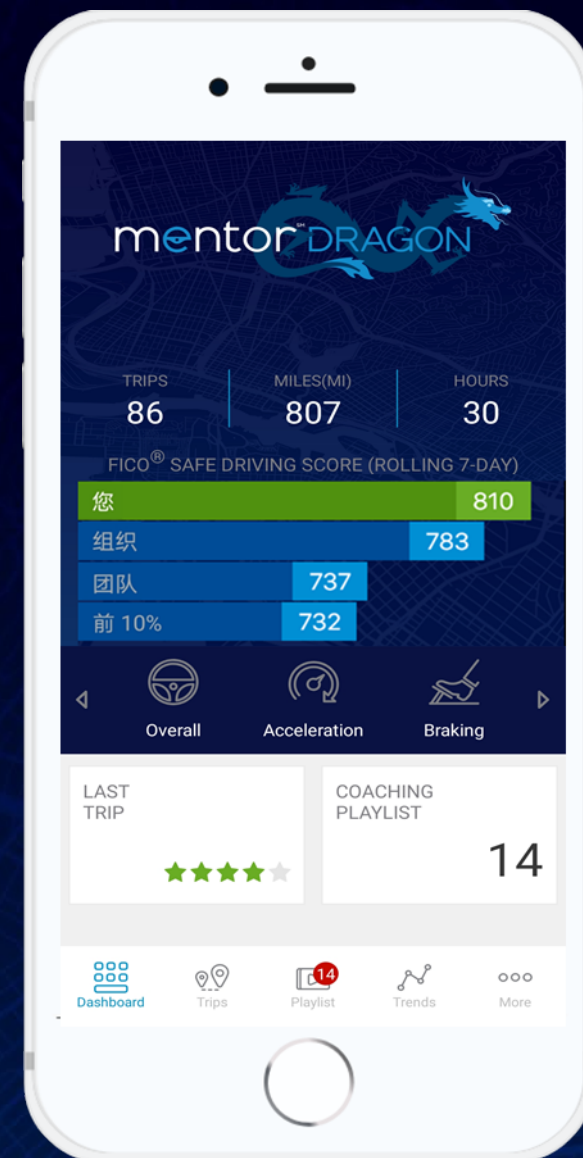 mentor℠ DRAGON
TRIPS MILES(MI) HOURS
86 807 30
FICO® SAFE DRIVING SCORE (ROLLING 7-DAY)
您 810
组织 783
团队 737
前 10% 732
Overall Acceleration Braking
LAST
TRIP
COACHING
PLAYLIST
14
14
Dashboard Trips Playlist Trends More